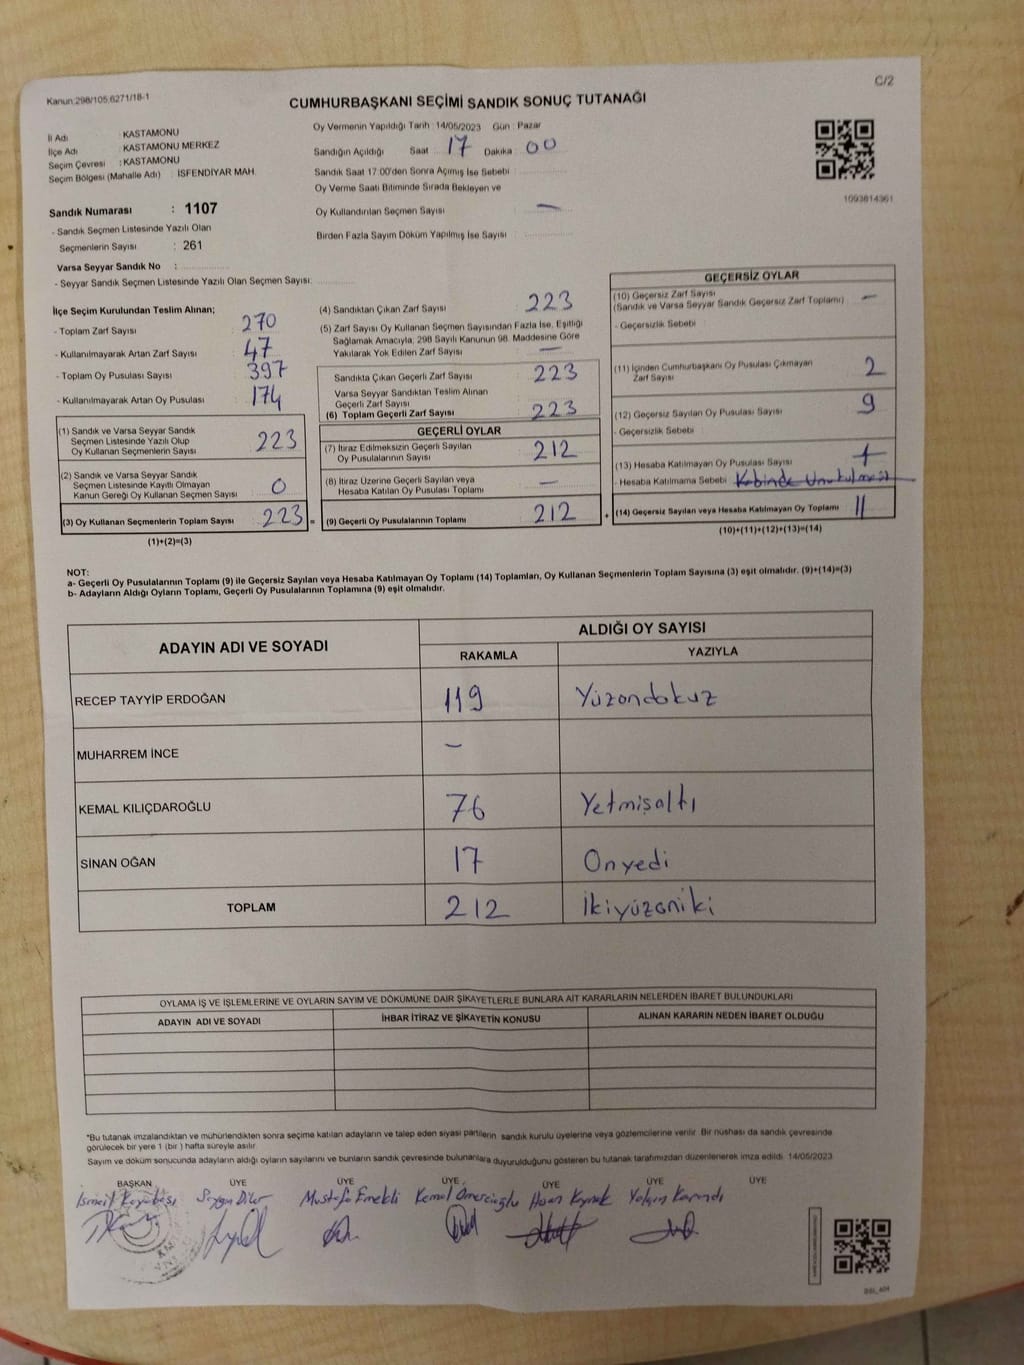 C/2
Kanun:298/105,6271/18-1
CUMHURBAŞKANI SEÇİMİ SANDIK SONUÇ TUTANAĞI
İl Adı : KASTAMONU
İlçe Adı : KASTAMONU MERKEZ
Seçim Çevresi : KASTAMONU
Seçim Bölgesi (Mahalle Adı) : İSFENDİYAR MAH.
Sandık Numarası : 1107
- Sandık Seçmen Listesinde Yazılı Olan
Seçmenlerin Sayısı : 261
Varsa Seyyar Sandık No :
- Seyyar Sandık Seçmen Listesinde Yazılı Olan Seçmen Sayısı:
Oy Vermenin Yapıldığı Tarih : 14/05/2023 Gün : Pazar
Sandığın Açıldığı Saat 17 Dakika 00
Sandık Saat 17:00'den Sonra Açılmış İse Sebebi :
Oy Verme Saati Bitiminde Sırada Bekleyen ve
Oy Kullandırılan Seçmen Sayısı : —
Birden Fazla Sayım Döküm Yapılmış İse Sayısı :
1093814361
İlçe Seçim Kurulundan Teslim Alınan;
- Toplam Zarf Sayısı : 270
- Kullanılmayarak Artan Zarf Sayısı : 47
- Toplam Oy Pusulası Sayısı : 397
- Kullanılmayarak Artan Oy Pusulası : 174
(1) Sandık ve Varsa Seyyar Sandık
Seçmen Listesinde Yazılı Olup
Oy Kullanan Seçmenlerin Sayısı : 223
(2) Sandık ve Varsa Seyyar Sandık
Seçmen Listesinde Kayıtlı Olmayan
Kanun Gereği Oy Kullanan Seçmen Sayısı : 0
(3) Oy Kullanan Seçmenlerin Toplam Sayısı : 223 =
(1)+(2)=(3)
(4) Sandıktan Çıkan Zarf Sayısı : 223
(5) Zarf Sayısı Oy Kullanan Seçmen Sayısından Fazla İse, Eşitliği
Sağlamak Amacıyla, 298 Sayılı Kanunun 98. Maddesine Göre
Yakılarak Yok Edilen Zarf Sayısı : —
Sandıkta Çıkan Geçerli Zarf Sayısı : 223
Varsa Seyyar Sandıktan Teslim Alınan
Geçerli Zarf Sayısı :
(6) Toplam Geçerli Zarf Sayısı : 223
GEÇERLİ OYLAR
(7) İtiraz Edilmeksizin Geçerli Sayılan
Oy Pusulalarının Sayısı : 212
(8) İtiraz Üzerine Geçerli Sayılan veya
Hesaba Katılan Oy Pusulası Toplamı : —
(9) Geçerli Oy Pusulalarının Toplamı : 212 +
GEÇERSİZ OYLAR
(10) Geçersiz Zarf Sayısı
(Sandık ve Varsa Seyyar Sandık Geçersiz Zarf Toplamı) : —
- Geçersizlik Sebebi :
(11) İçinden Cumhurbaşkanı Oy Pusulası Çıkmayan
Zarf Sayısı : 2
(12) Geçersiz Sayılan Oy Pusulası Sayısı : 9
- Geçersizlik Sebebi :
(13) Hesaba Katılmayan Oy Pusulası Sayısı :
- Hesaba Katılmama Sebebi : Kabinde Unutulması
(14) Geçersiz Sayılan veya Hesaba Katılmayan Oy Toplamı : 11
(10)+(11)+(12)+(13)=(14)
NOT:
a- Geçerli Oy Pusulalarının Toplamı (9) ile Geçersiz Sayılan veya Hesaba Katılmayan Oy Toplamı (14) Toplamları, Oy Kullanan Seçmenlerin Toplam Sayısına (3) eşit olmalıdır. (9)+(14)=(3)
b- Adayların Aldığı Oyların Toplamı, Geçerli Oy Pusulalarının Toplamına (9) eşit olmalıdır.
ADAYIN ADI VE SOYADI
ALDIĞI OY SAYISI
RAKAMLA YAZIYLA
RECEP TAYYİP ERDOĞAN 119 Yüzondokuz
MUHARREM İNCE —
KEMAL KILIÇDAROĞLU 76 Yetmişaltı
SİNAN OĞAN 17 Onyedi
TOPLAM 212 İkiyüzoniki
OYLAMA İŞ VE İŞLEMLERİNE VE OYLARIN SAYIM VE DÖKÜMÜNE DAİR ŞİKAYETLERLE BUNLARA AİT KARARLARIN NELERDEN İBARET BULUNDUKLARI
ADAYIN ADI VE SOYADI İHBAR İTİRAZ VE ŞİKAYETİN KONUSU ALINAN KARARIN NEDEN İBARET OLDUĞU
*Bu tutanak imzalandıktan ve mühürlendikten sonra seçime katılan adayların ve talep eden siyasi partilerin sandık kurulu üyelerine veya gözlemcilerine verilir. Bir nüshası da sandık çevresinde
görülecek bir yere 1 (bir) hafta süreyle asılır.
Sayım ve döküm sonucunda adayların aldığı oyların sayılarını ve bunların sandık çevresinde bulunanlara duyurulduğunu gösteren bu tutanak tarafımızdan düzenlenerek imza edildi. 14/05/2023
BAŞKAN ÜYE ÜYE ÜYE ÜYE ÜYE ÜYE
İsmail Seyyan Diler Mustafa Emekli Kemal Ömercioğlu Kaynak Yalçın